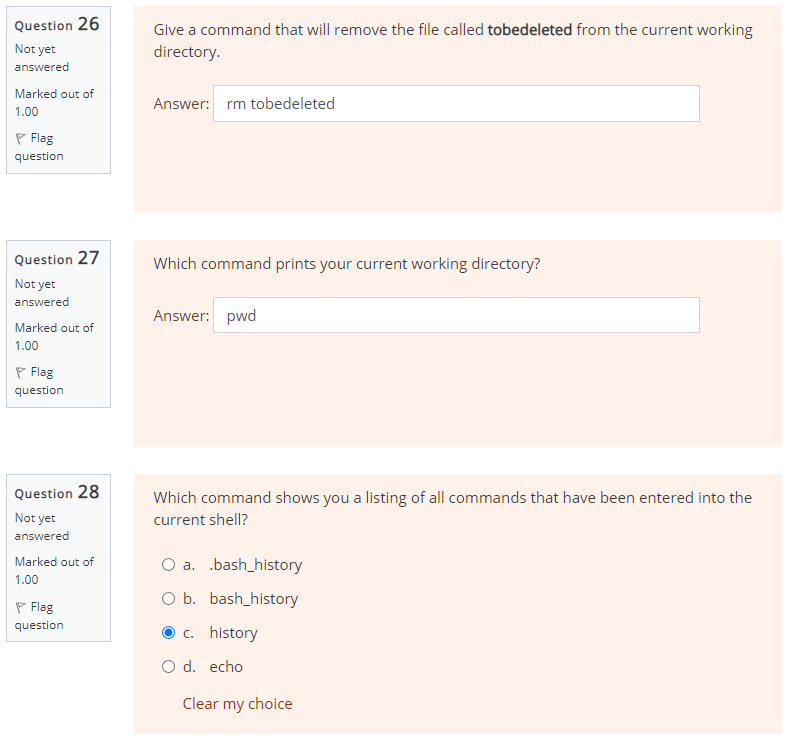 Question 26
Not yet
answered
Marked out of
1.00
Flag
question
Give a command that will remove the file called tobedeleted from the current working
directory.
Answer: rm tobedeleted
Question 27
Not yet
answered
Marked out of
1.00
Flag
question
Which command prints your current working directory?
Answer: pwd
Question 28
Not yet
answered
Marked out of
1.00
Flag
question
Which command shows you a listing of all commands that have been entered into the
current shell?
a. .bash_history
b. bash_history
c. history
d. echo
Clear my choice